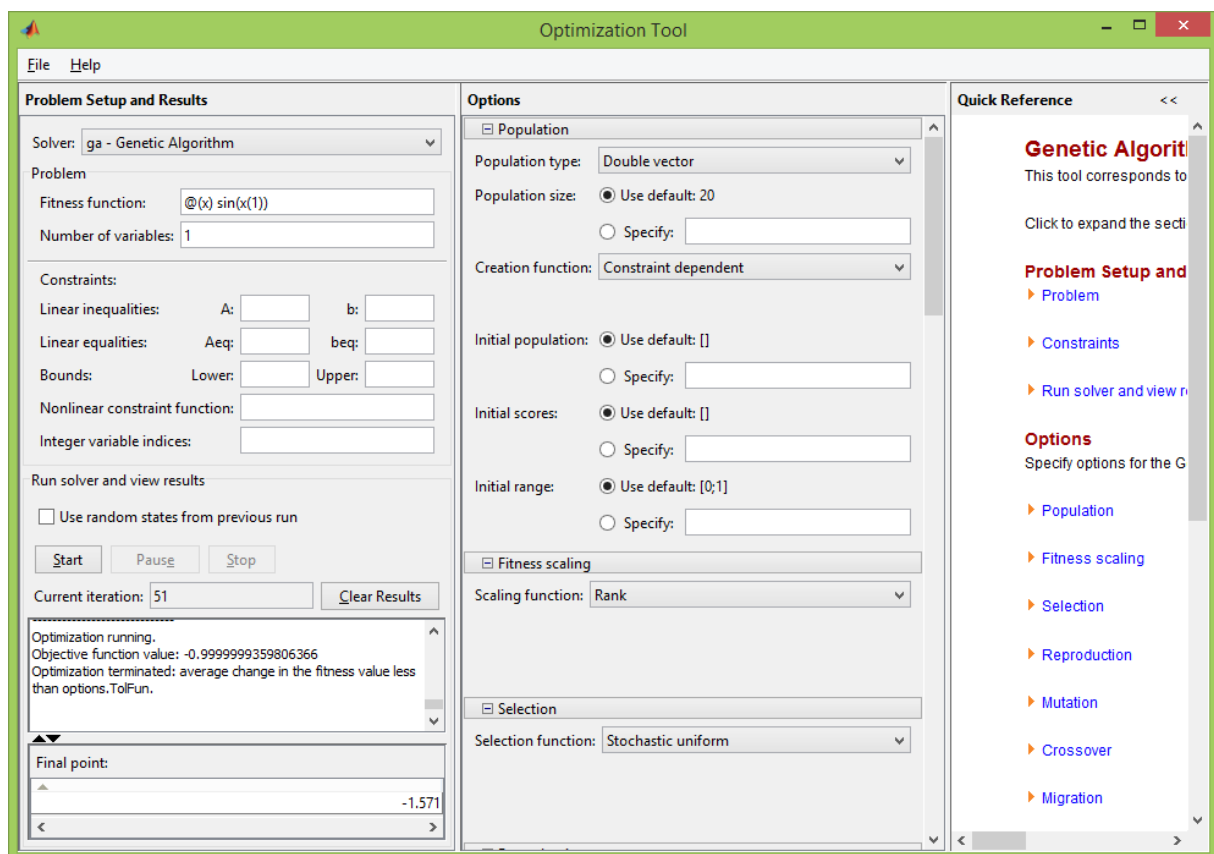 Optimization Tool
File Help
Problem Setup and Results
Solver: ga - Genetic Algorithm
Problem
Fitness function: @(x) sin(x(1))
Number of variables: 1
Constraints:
Linear inequalities: A: b:
Linear equalities: Aeq: beq:
Bounds: Lower: Upper:
Nonlinear constraint function:
Integer variable indices:
Run solver and view results
Use random states from previous run
Start Pause Stop
Current iteration: 51 Clear Results
Optimization running.
Objective function value: -0.9999999359806366
Optimization terminated: average change in the fitness value less
than options.TolFun.
Final point:
-1.571
Options
Population
Population type: Double vector
Population size: Use default: 20
Specify:
Creation function: Constraint dependent
Initial population: Use default: []
Specify:
Initial scores: Use default: []
Specify:
Initial range: Use default: [0;1]
Specify:
Fitness scaling
Scaling function: Rank
Selection
Selection function: Stochastic uniform
Quick Reference <<
Genetic Algorit
This tool corresponds to
Click to expand the secti
Problem Setup and
Problem
Constraints
Run solver and view r
Options
Specify options for the G
Population
Fitness scaling
Selection
Reproduction
Mutation
Crossover
Migration